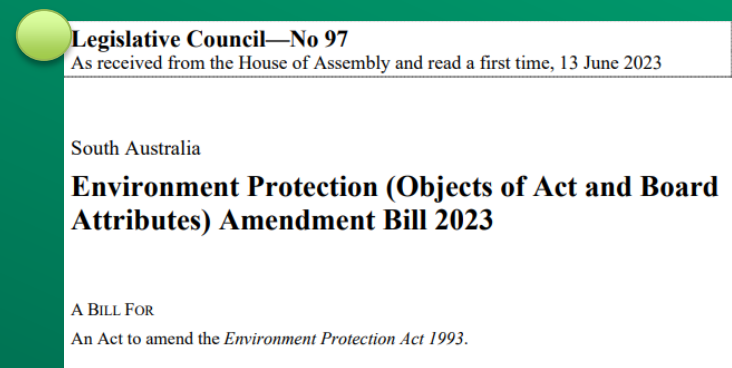 Legislative Council—No 97
As received from the House of Assembly and read a first time, 13 June 2023
South Australia
Environment Protection (Objects of Act and Board
Attributes) Amendment Bill 2023
A BILL FOR
An Act to amend the Environment Protection Act 1993.